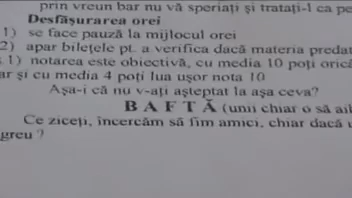 prin vreun bar nu vă speriați și tratați-l ca pe
Desfășurarea orei
1) se face pauză la mijlocul orei
2) apar bilețele pt. a verifica dacă materia predat
1) notarea este obiectivă, cu media 10 poți oric
ar și cu media 4 poți lua ușor nota 10
Așa-i că nu v-ați așteptat la așa ceva?
BAFTĂ (unii chiar o să ail
Ce ziceți, încercăm să fim amici, chiar dacă
greu ?